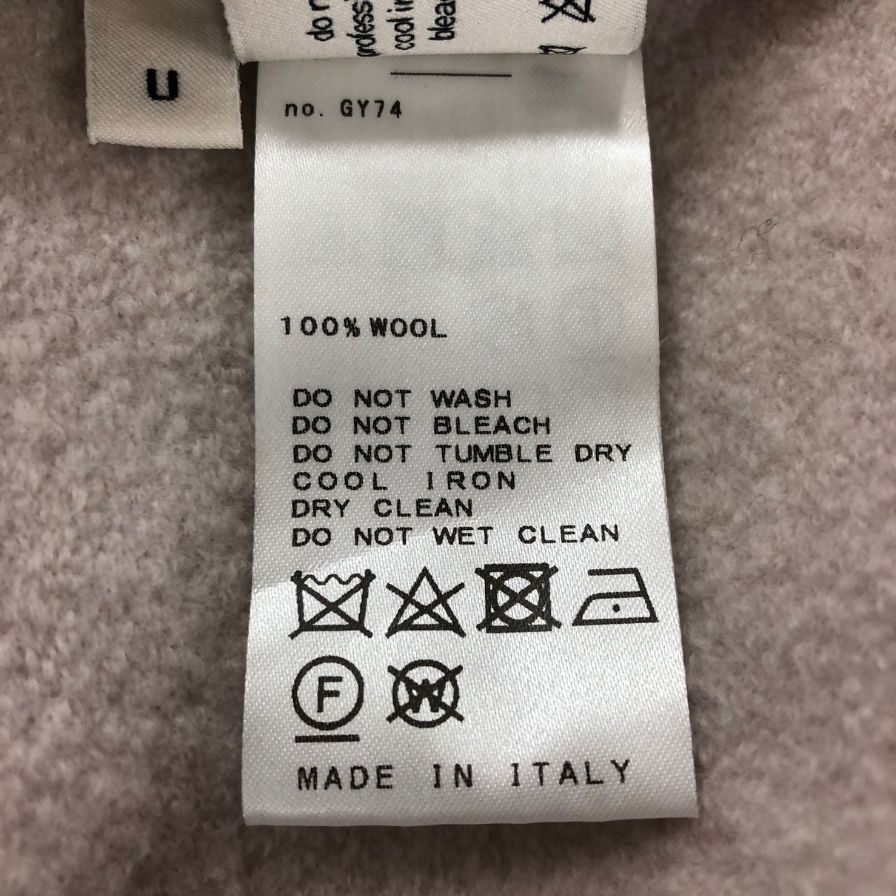 U
cool
no. GY74
100% WOOL
DO NOT WASH
DO NOT BLEACH
DO NOT TUMBLE DRY
COOL IRON
DRY CLEAN
DO NOT WET CLEAN
F W
MADE IN ITALY